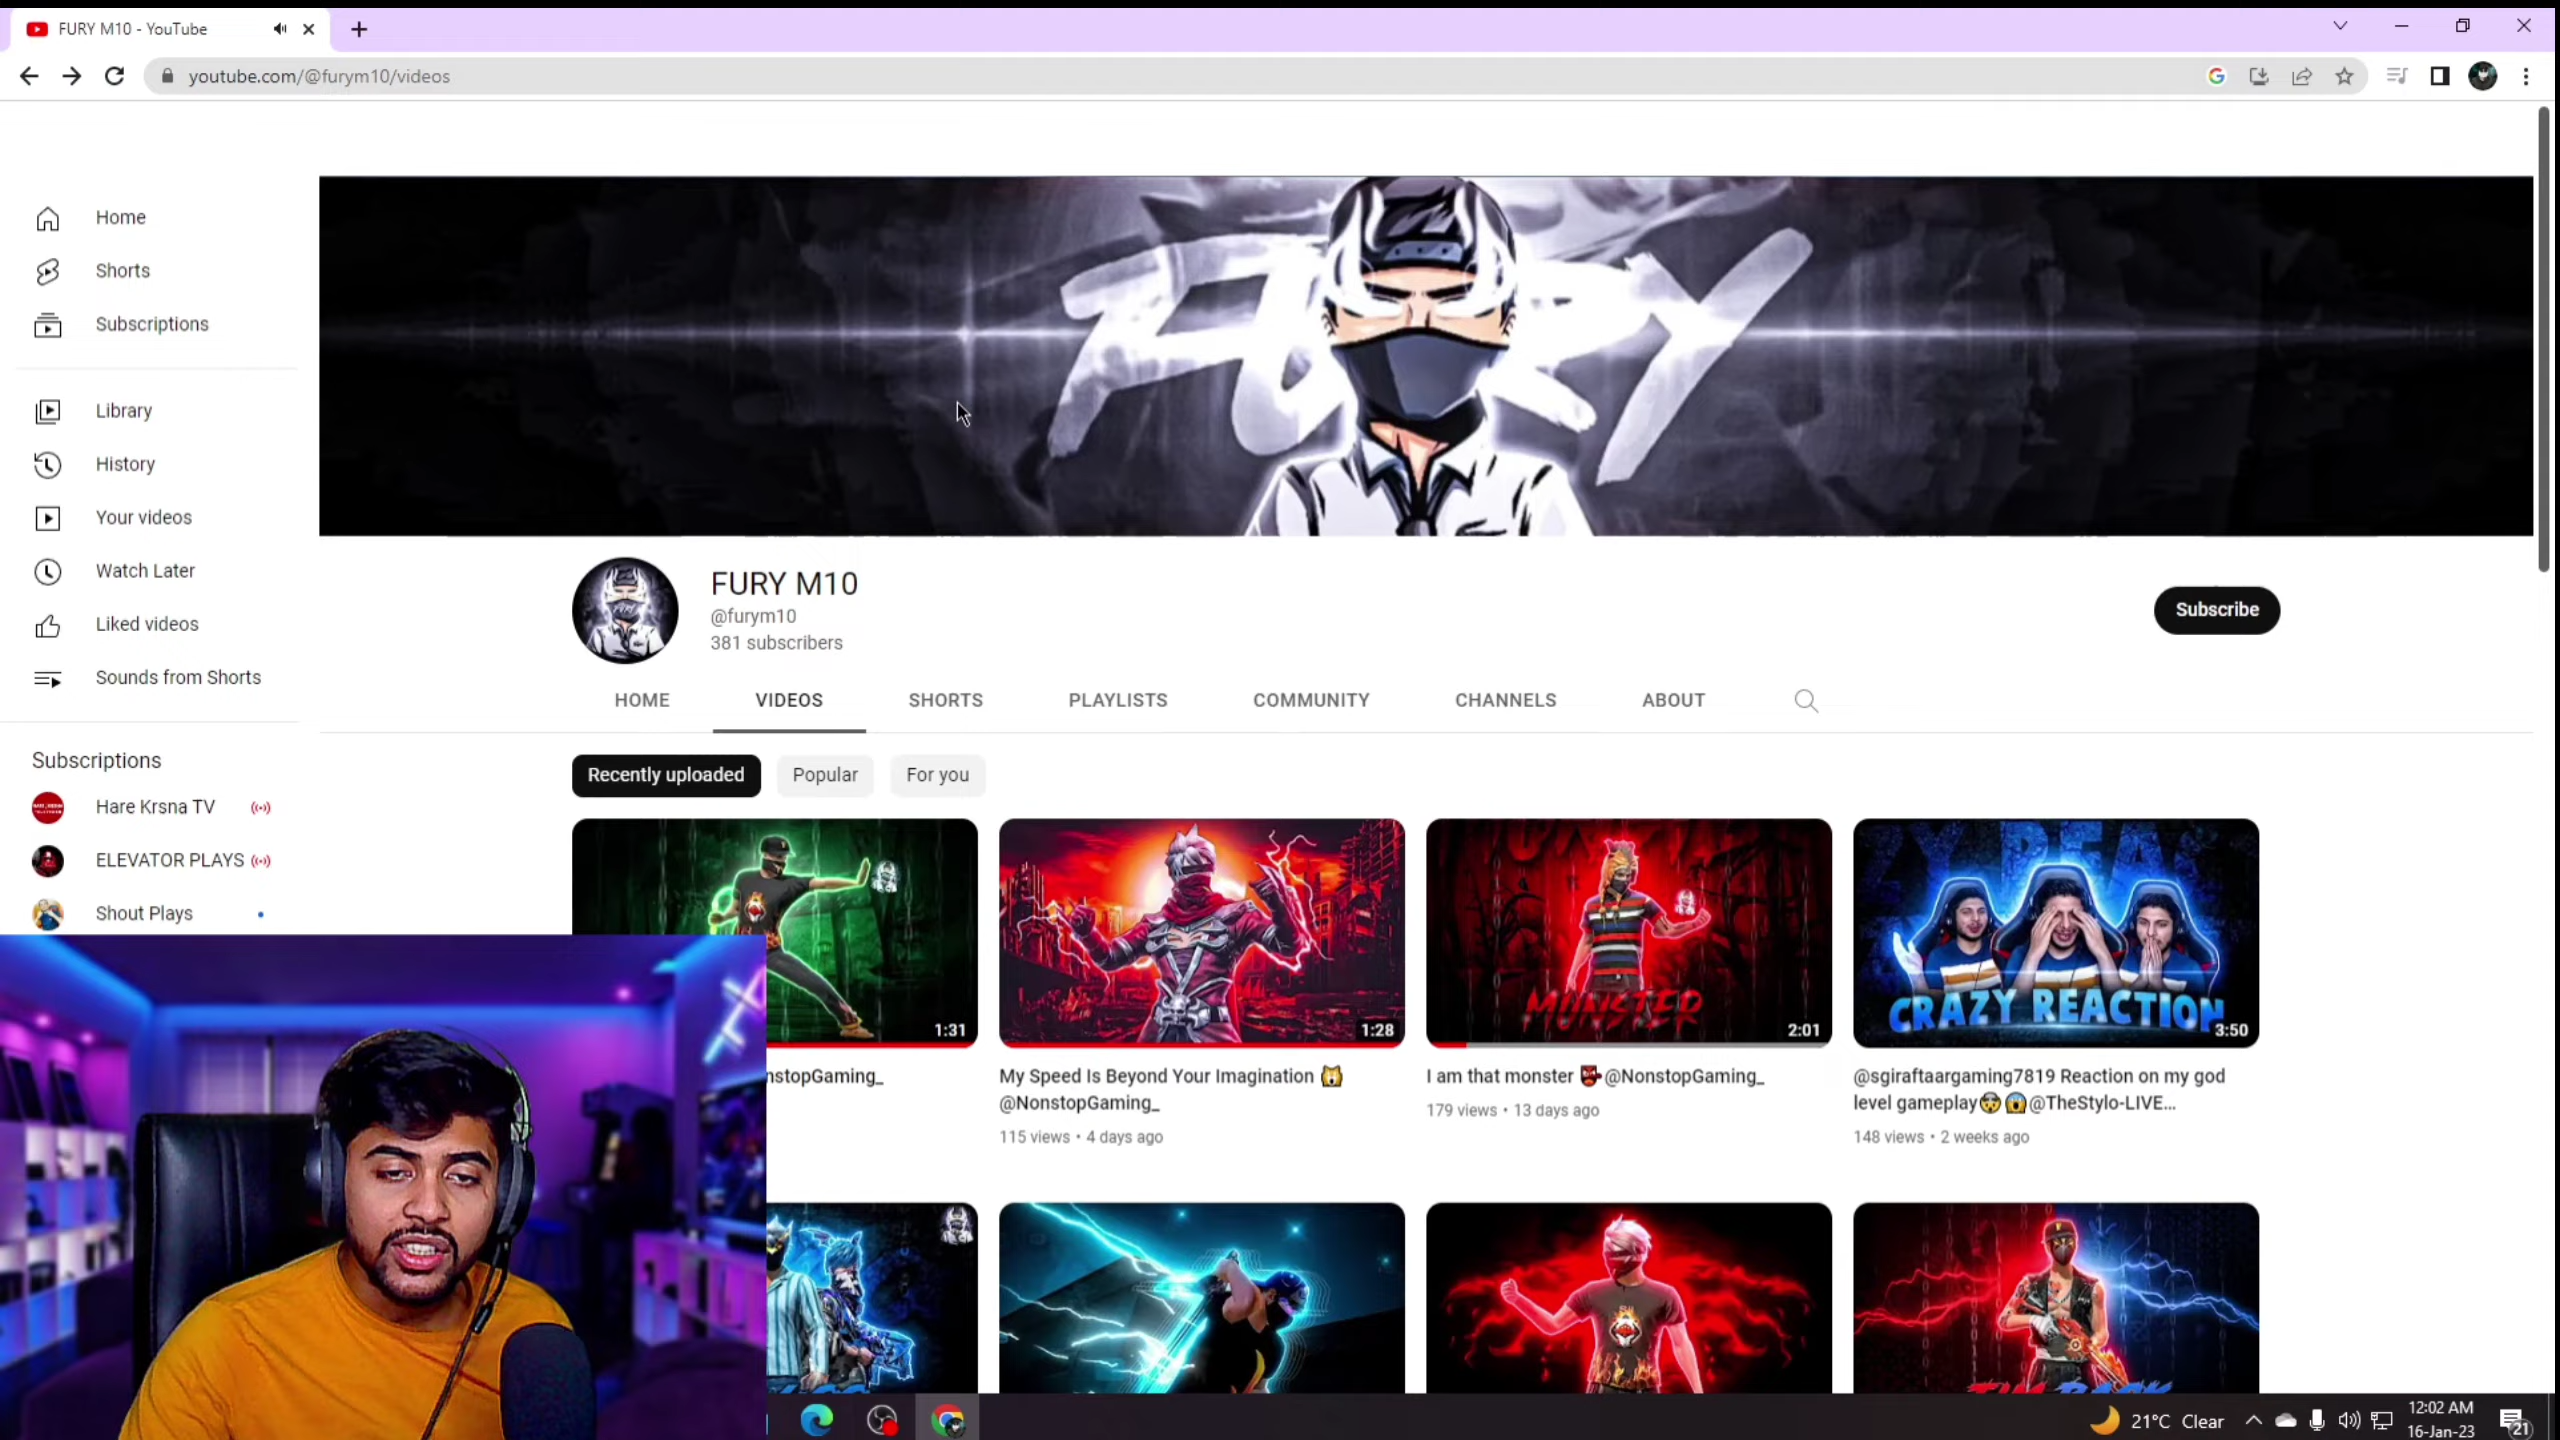 FURY M10 - YouTube
youtube.com/@furym10/videos
Home
Shorts
Subscriptions
Library
History
Your videos
Watch Later
Liked videos
Sounds from Shorts
Subscriptions
Hare Krsna TV
ELEVATOR PLAYS
Shout Plays
FURY
FURY M10
@furym10
381 subscribers
Subscribe
HOME VIDEOS SHORTS PLAYLISTS COMMUNITY CHANNELS ABOUT
Recently uploaded Popular For you
1:31
nstopGaming_
1:28
My Speed Is Beyond Your Imagination
@NonstopGaming_
115 views • 4 days ago
MONSTER
2:01
I am that monster @NonstopGaming_
179 views • 13 days ago
CRAZY REACTION
3:50
@sgiraftaargaming7819 Reaction on my god
level gameplay @TheStylo-LIVE...
148 views • 2 weeks ago
21°C Clear
12:02 AM
16-Jan-23
21